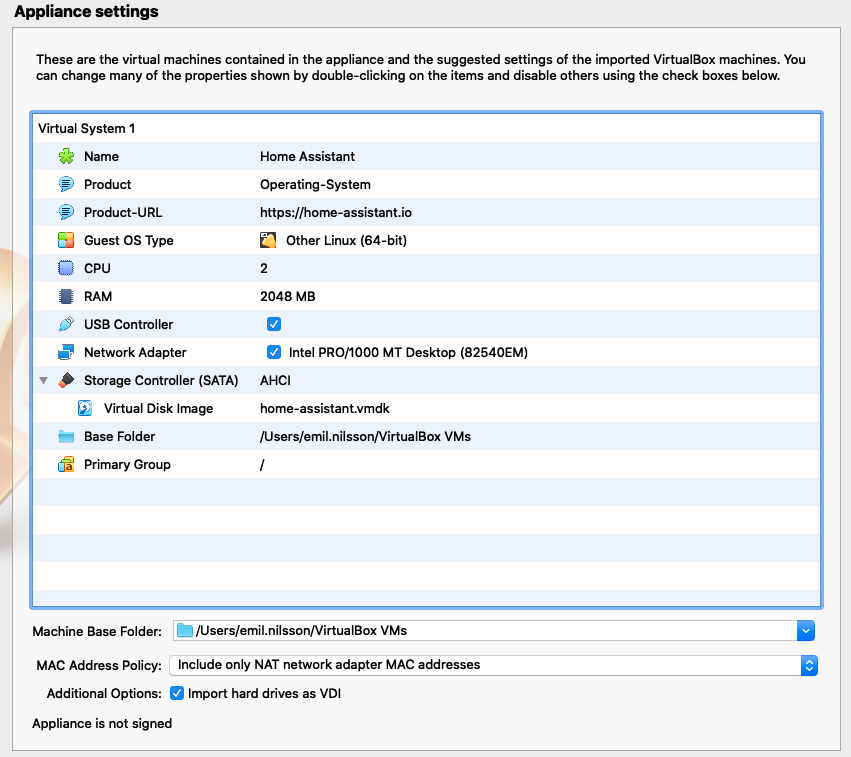 Appliance settings
These are the virtual machines contained in the appliance and the suggested settings of the imported VirtualBox machines. You
can change many of the properties shown by double-clicking on the items and disable others using the check boxes below.
Virtual System 1
Name Home Assistant
Product Operating-System
Product-URL https://home-assistant.io
Guest OS Type Other Linux (64-bit)
CPU 2
RAM 2048 MB
USB Controller
Network Adapter Intel PRO/1000 MT Desktop (82540EM)
Storage Controller (SATA) AHCI
Virtual Disk Image home-assistant.vmdk
Base Folder /Users/emil.nilsson/VirtualBox VMs
Primary Group /
Machine Base Folder: /Users/emil.nilsson/VirtualBox VMs
MAC Address Policy: Include only NAT network adapter MAC addresses
Additional Options: Import hard drives as VDI
Appliance is not signed